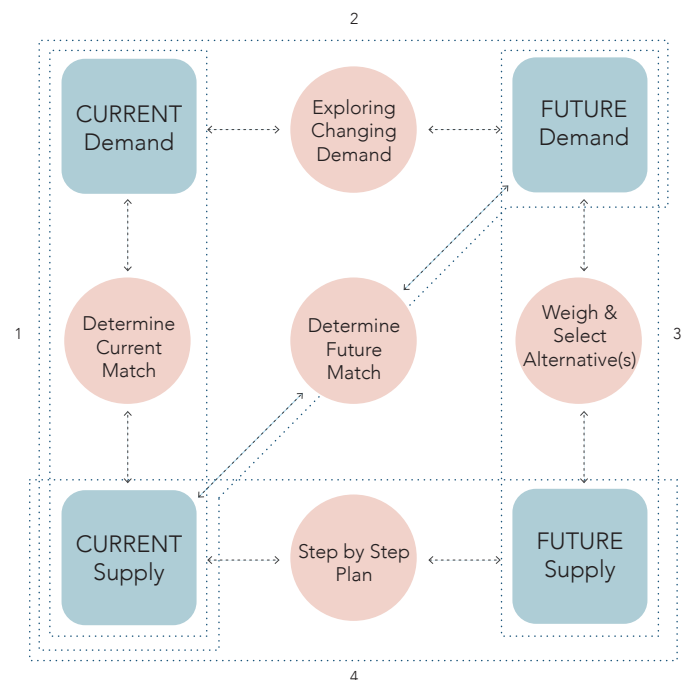 2
CURRENT
Demand
Exploring
Changing
Demand
FUTURE
Demand
1
Determine
Current
Match
Determine
Future
Match
Weigh &
Select
Alternative(s)
3
CURRENT
Supply
Step by Step
Plan
FUTURE
Supply
4